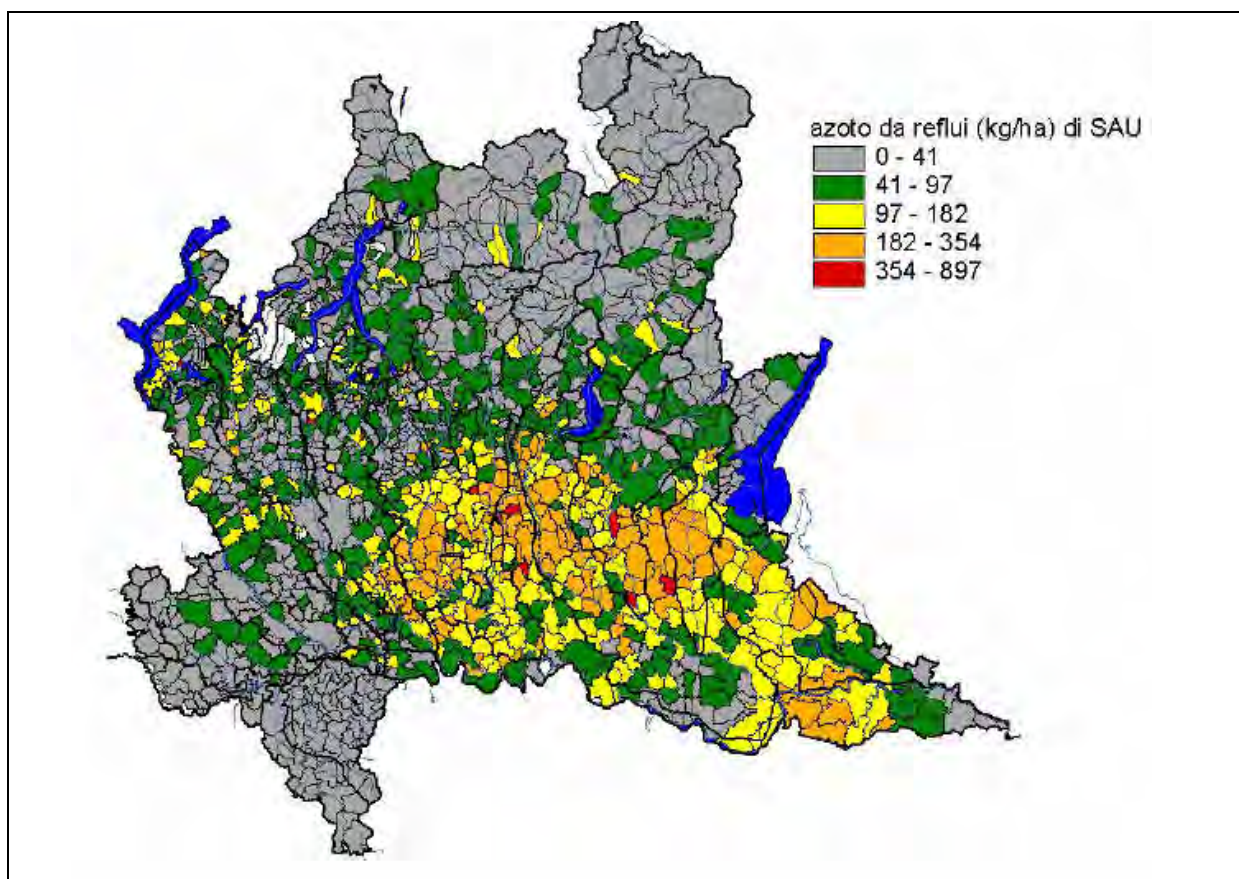 azoto da reflui (kg/ha) di SAU
0 - 41
41 - 97
97 - 182
182 - 354
354 - 897